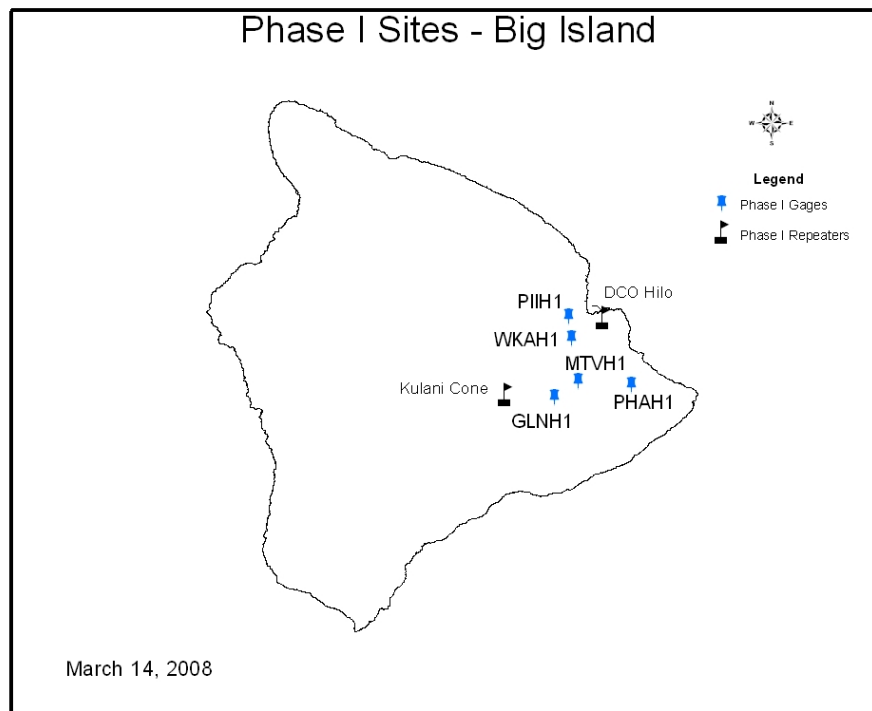 Phase I Sites - Big Island
N
W E
S
Legend
Phase I Gages
Phase I Repeaters
DCO Hilo
PIIH1
WKAH1
MTVH1
Kulani Cone
GLNH1
PHAH1
March 14, 2008